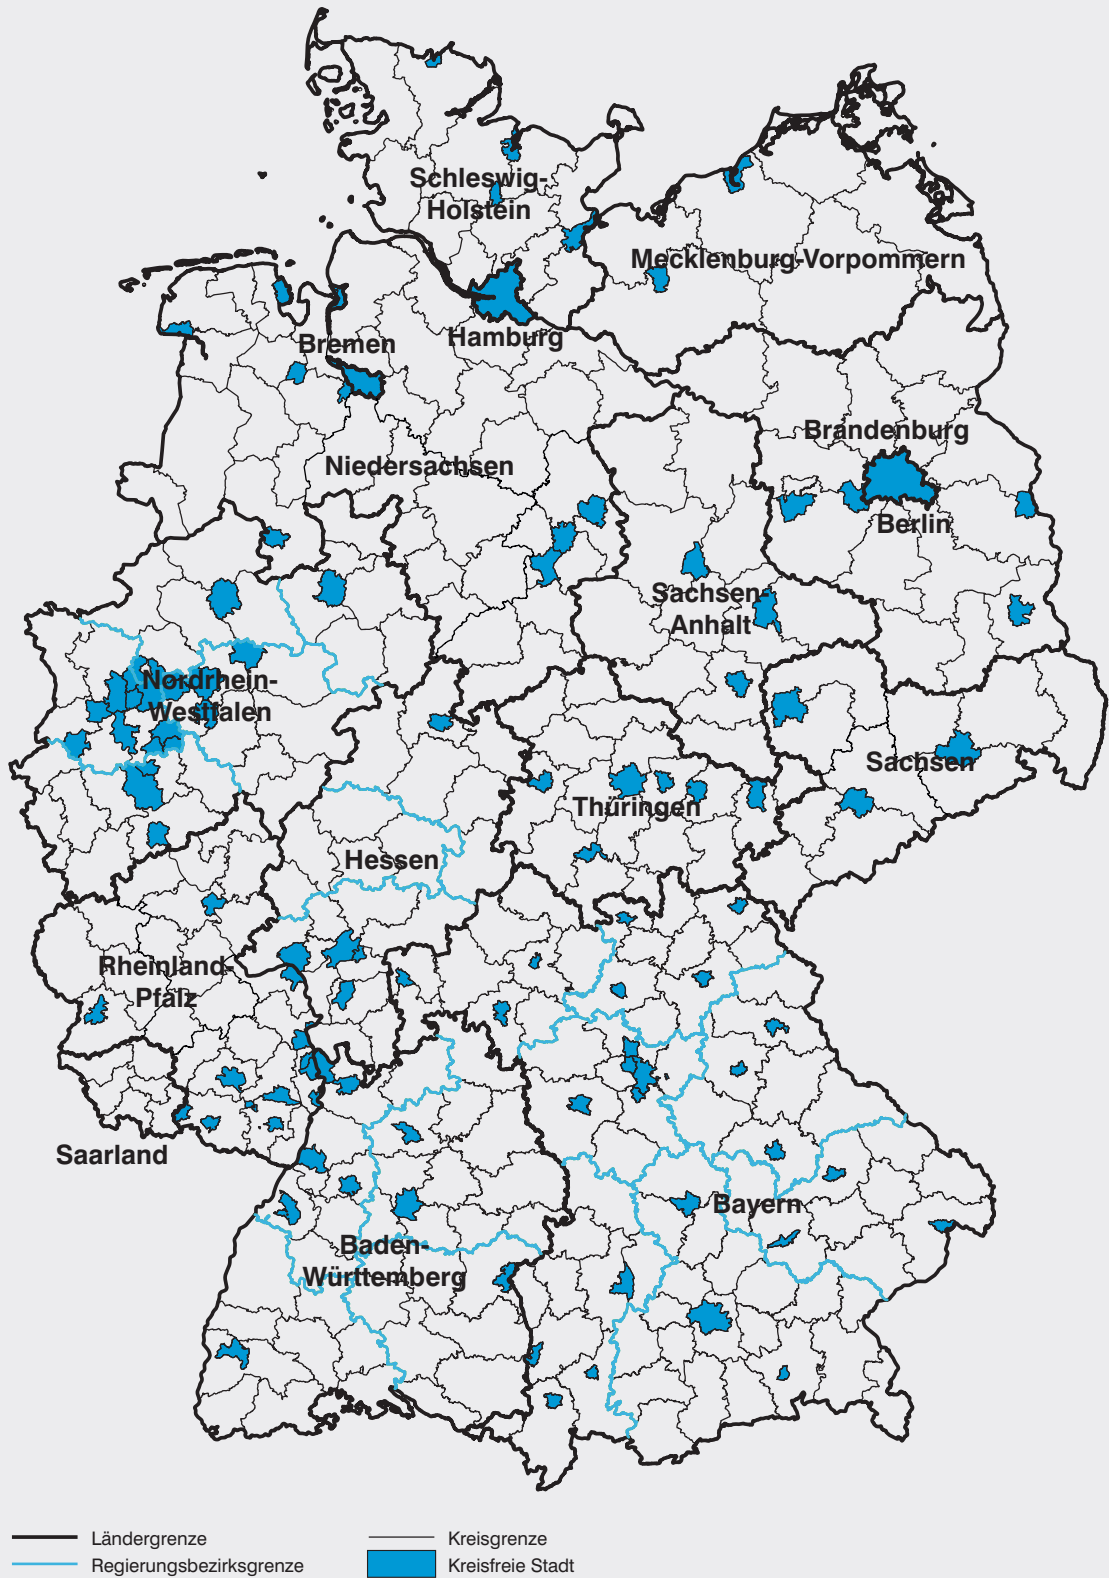 Schleswig-
Holstein
Mecklenburg-Vorpommern
Hamburg
Bremen
Brandenburg
Niedersachsen
Berlin
Sachsen-
Anhalt
Nordrhein-
Westfalen
Sachsen
Thüringen
Hessen
Rheinland-
Pfalz
Saarland
Bayern
Baden-
Württemberg
Ländergrenze
Kreisgrenze
Regierungsbezirksgrenze
Kreisfreie Stadt